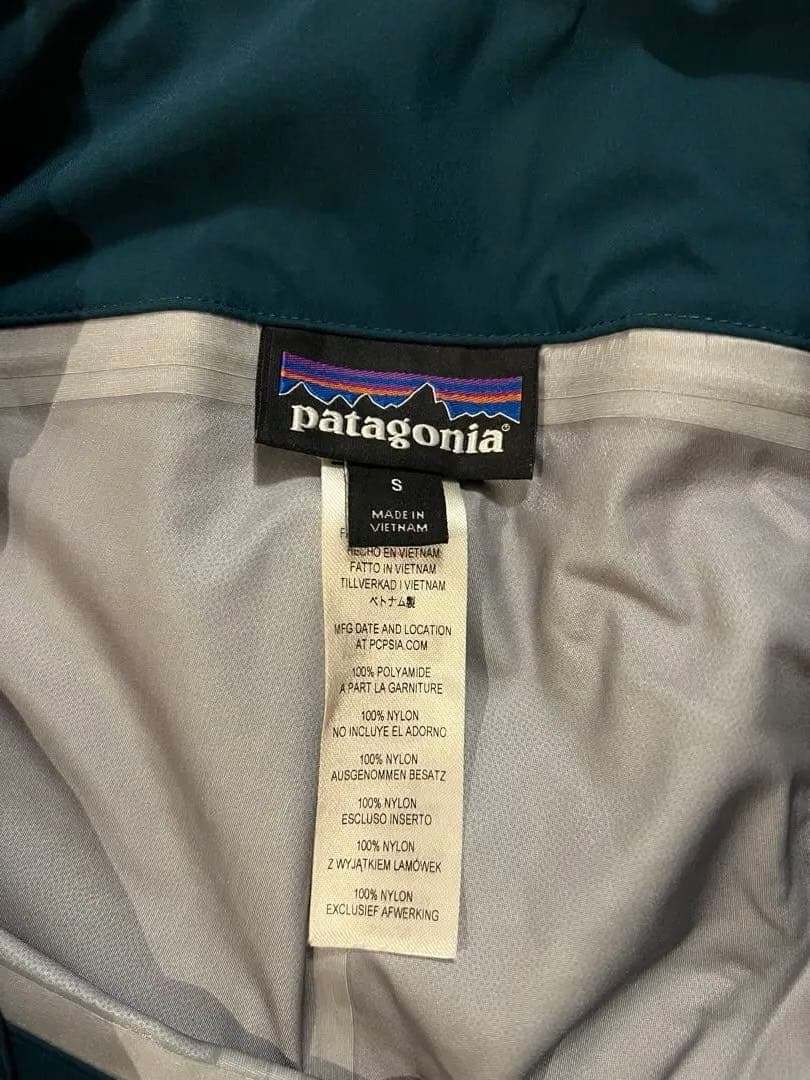 patagonia®
S
MADE IN
VIETNAM
HECHO EN VIETNAM
FATTO IN VIETNAM
TILLVERKAD I VIETNAM
ベトナム製
MFG DATE AND LOCATION
AT PCPSIA.COM
100% POLYAMIDE
A PART LA GARNITURE
100% NYLON
NO INCLUYE EL ADORNO
100% NYLON
AUSGENOMMEN BESATZ
100% NYLON
ESCLUSO INSERTO
100% NYLON
Z WYJĄTKIEM LAMÓWEK
100% NYLON
EXCLUSIEF AFWERKING